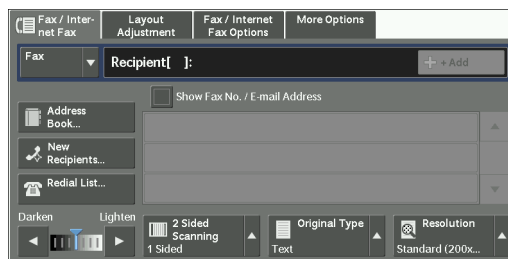 Fax / Inter-
net Fax
Layout
Adjustment
Fax / Internet
Fax Options
More Options
Fax
Recipient[   ]:
+ Add
Show Fax No. / E-mail Address
Address
Book...
New
Recipients...
Redial List...
Darken
Lighten
2 Sided
Scanning
1 Sided
Original Type
Text
Resolution
Standard (200x...